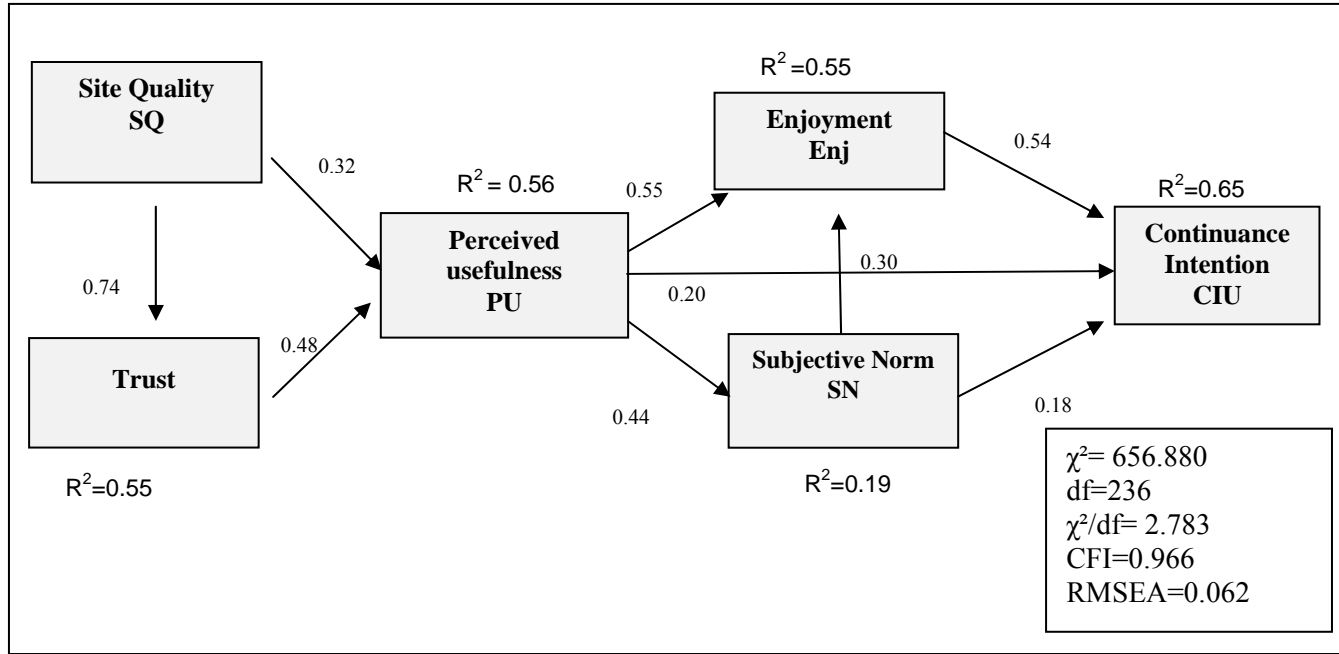 Site Quality
SQ
0.32
0.74
Trust
0.48
R²=0.55
R² = 0.56
Perceived
usefulness
PU
0.55
0.20
0.44
R²=0.55
Enjoyment
Enj
0.54
0.30
Subjective Norm
SN
R²=0.19
0.18
R²=0.65
Continuance
Intention
CIU
χ²= 656.880
df=236
χ²/df= 2.783
CFI=0.966
RMSEA=0.062